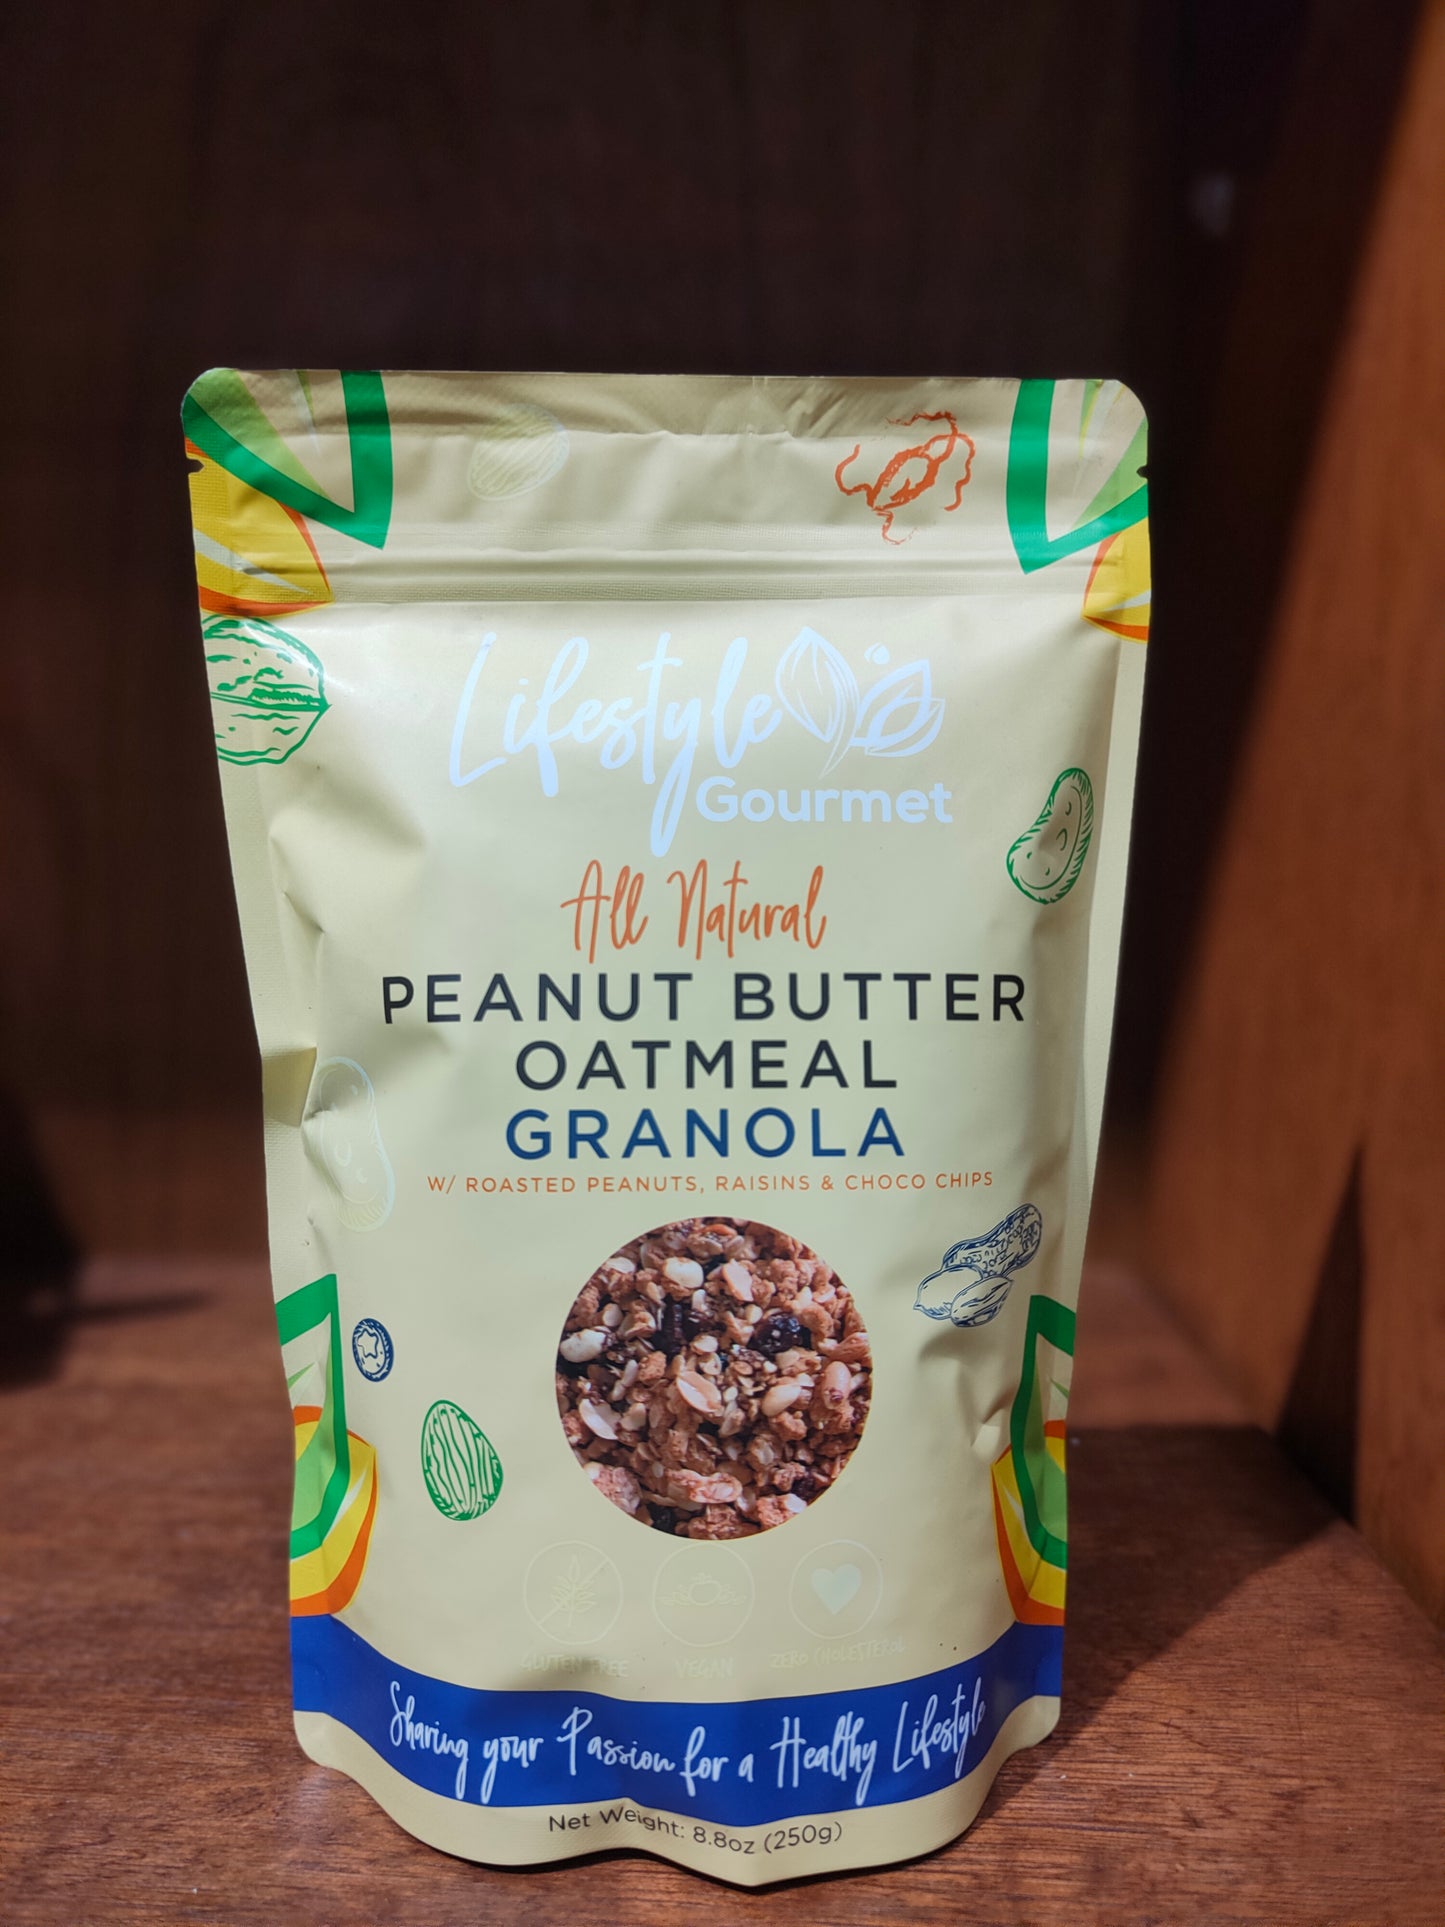 Lifestyle
Gourmet
All Natural
PEANUT BUTTER
OATMEAL
GRANOLA
W/ ROASTED PEANUTS, RAISINS & CHOCO CHIPS
GLUTEN FREE VEGAN ZERO CHOLESTEROL
Sharing your Passion for a Healthy Lifestyle
Net Weight: 8.8oz (250g)